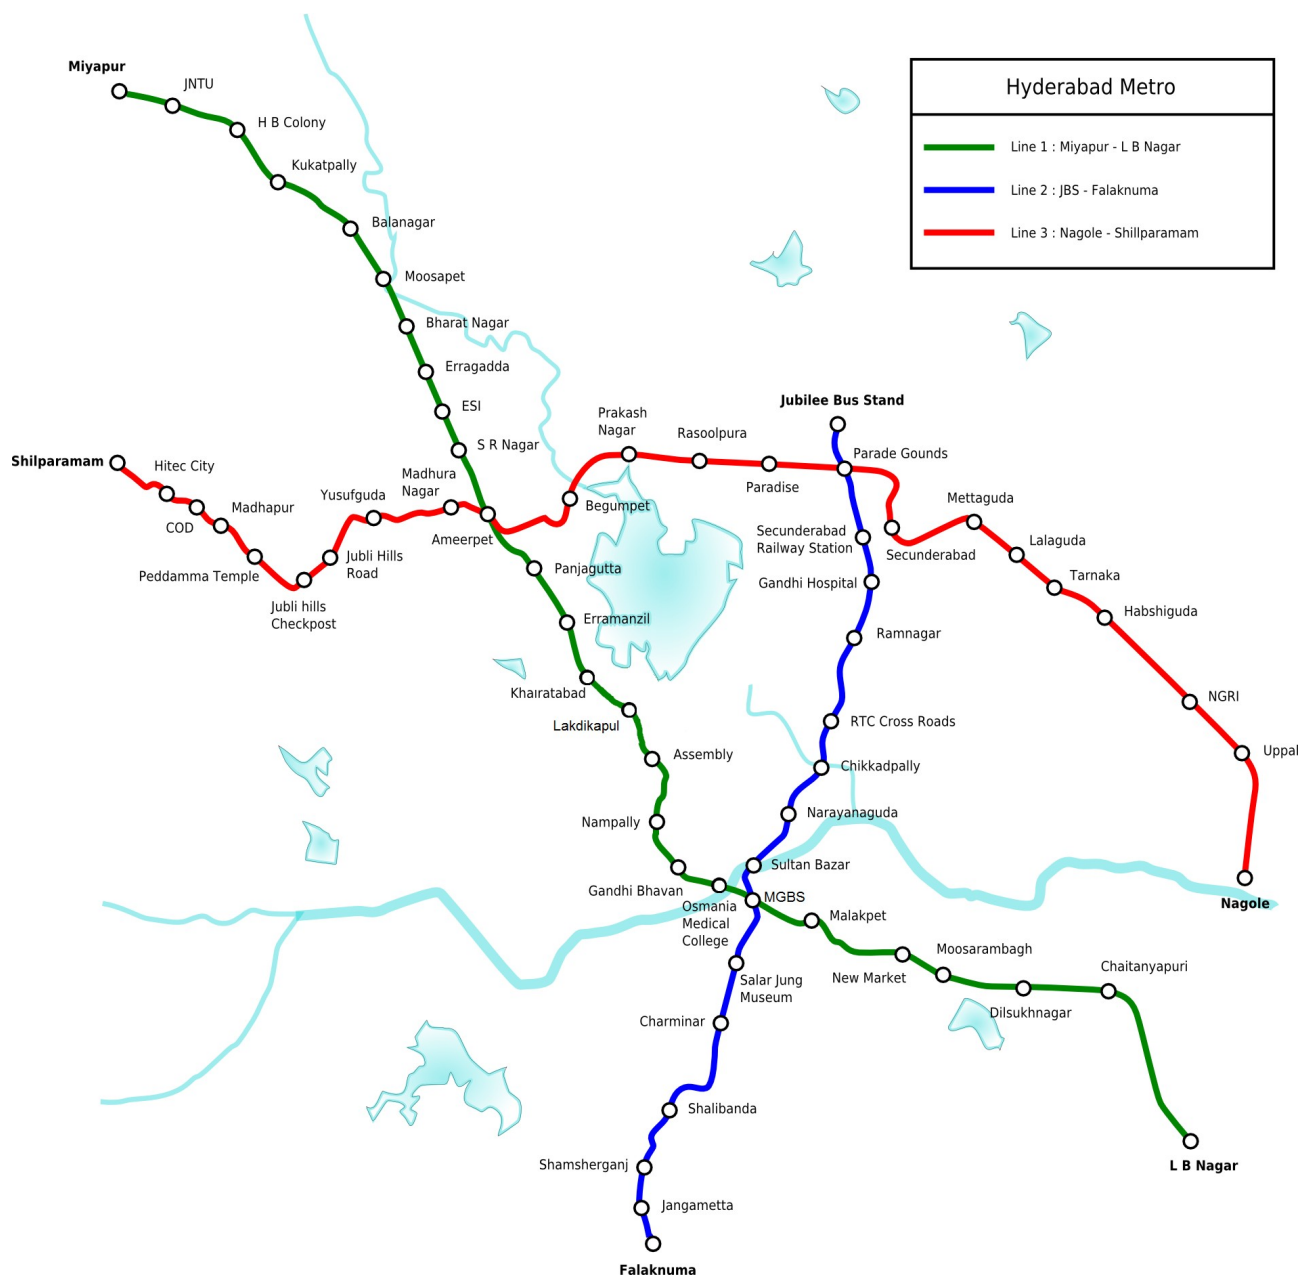 Miyapur
JNTU
H B Colony
Kukatpally
Balanagar
Moosapet
Bharat Nagar
Erragadda
ESI
S R Nagar
Hyderabad Metro
Line 1 : Miyapur - L B Nagar
Line 2 : JBS - Falaknuma
Line 3 : Nagole - Shillparamam
Shilparamam
Hitec City
COD
Madhapur
Peddamma Temple
Jubli hills
Checkpost
Jubli Hills
Road
Yusufguda
Madhura
Nagar
Ameerpet
Begumpet
Prakash
Nagar
Rasoolpura
Paradise
Jubilee Bus Stand
Parade Gounds
Secunderabad
Railway Station
Secunderabad
Mettaguda
Lalaguda
Tarnaka
Habshiguda
NGRI
Uppal
Nagole
Gandhi Hospital
Ramnagar
RTC Cross Roads
Chikkadpally
Narayanaguda
Sultan Bazar
MGBS
Panjagutta
Erramanzil
Khairatabad
Lakdikapul
Assembly
Nampally
Gandhi Bhavan
Osmania
Medical
College
Malakpet
New Market
Moosarambagh
Dilsukhnagar
Chaitanyapuri
L B Nagar
Salar Jung
Museum
Charminar
Shalibanda
Shamsherganj
Jangametta
Falaknuma